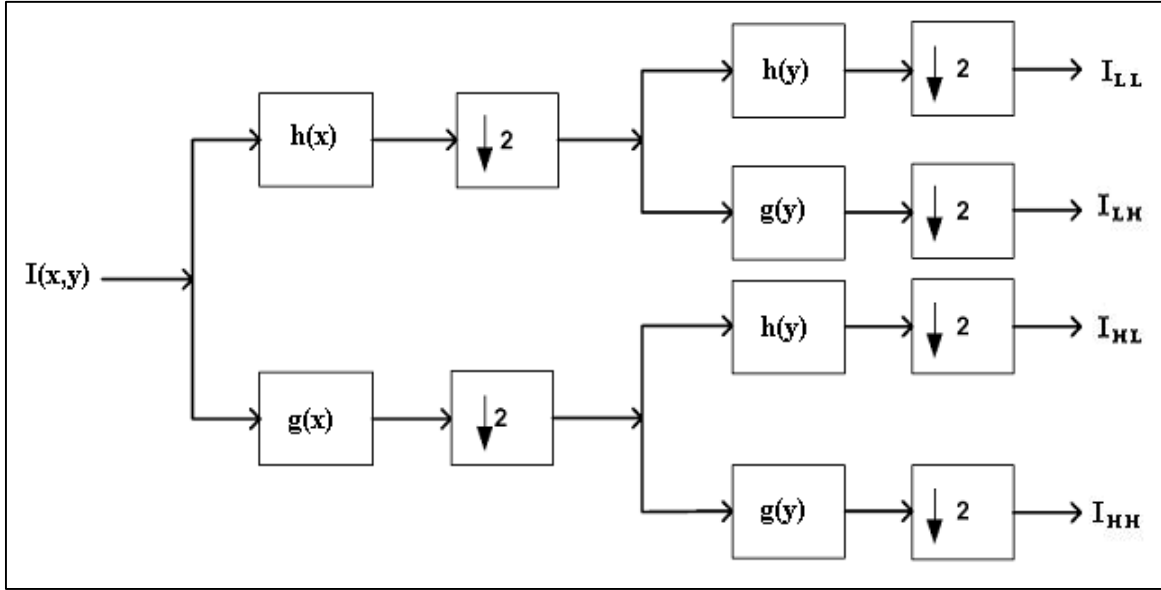 h(y)
2
I_LL
h(x)
2
g(y)
2
I_LH
I(x,y)
h(y)
2
I_HL
g(x)
2
g(y)
2
I_HH